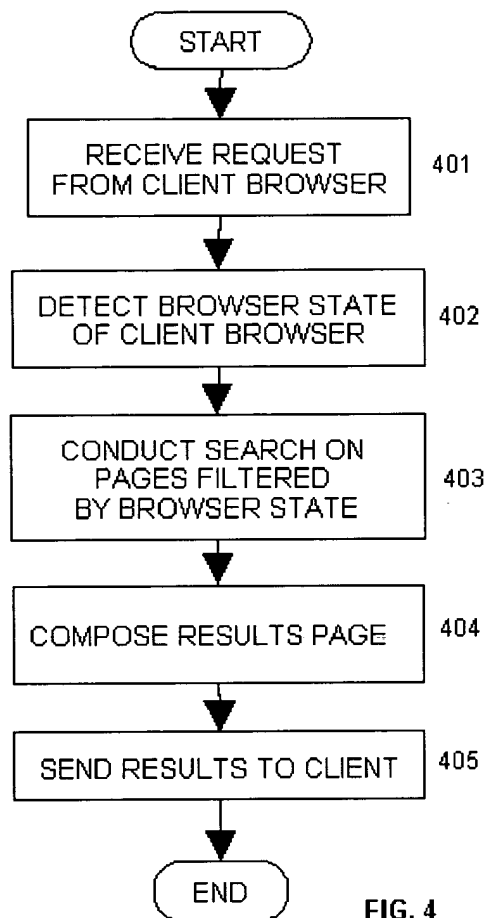 START
RECEIVE REQUEST
FROM CLIENT BROWSER
401
DETECT BROWSER STATE
OF CLIENT BROWSER
402
CONDUCT SEARCH ON
PAGES FILTERED
BY BROWSER STATE
403
COMPOSE RESULTS PAGE
404
SEND RESULTS TO CLIENT
405
END
FIG. 4